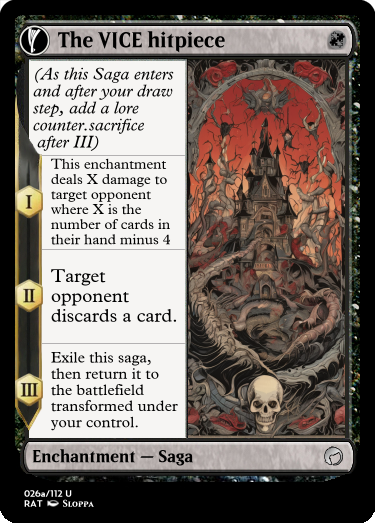 The VICE hitpiece
(As this Saga enters
and after your draw
step, add a lore
counter.sacrifice
after III)
I
This enchantment
deals X damage to
target opponent
where X is the
number of cards in
their hand minus 4
II
Target
opponent
discards a card.
III
Exile this saga,
then return it to
the battlefield
transformed under
your control.
Enchantment — Saga
026a/112 U
RAT Sloppa